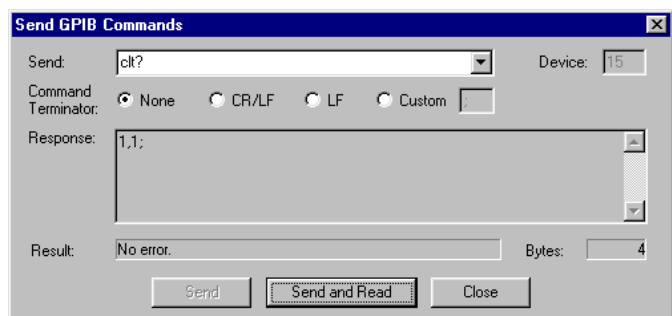 Send GPIB Commands
Send: clt? Device: 15
Command Terminator: None CR/LF LF Custom ;
Response: 1,1;
Result: No error. Bytes: 4
Send Send and Read Close